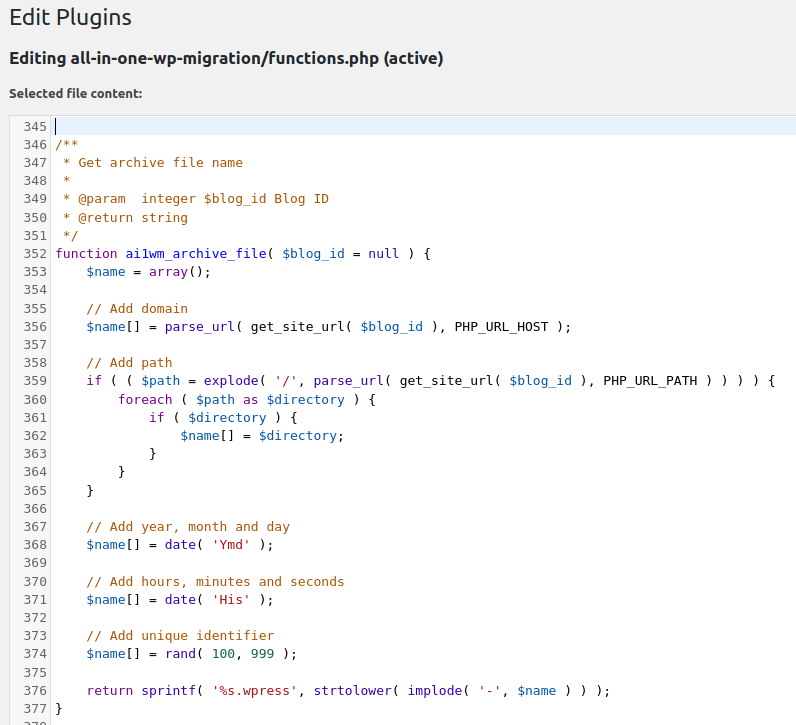 Edit Plugins
Editing all-in-one-wp-migration/functions.php (active)
Selected file content:
345
346 /**
347  * Get archive file name
348  *
349  * @param  integer $blog_id Blog ID
350  * @return string
351  */
352 function ai1wm_archive_file( $blog_id = null ) {
353     $name = array();
354
355     // Add domain
356     $name[] = parse_url( get_site_url( $blog_id ), PHP_URL_HOST );
357
358     // Add path
359     if ( ( $path = explode( '/', parse_url( get_site_url( $blog_id ), PHP_URL_PATH ) ) ) ) {
360         foreach ( $path as $directory ) {
361             if ( $directory ) {
362                 $name[] = $directory;
363             }
364         }
365     }
366
367     // Add year, month and day
368     $name[] = date( 'Ymd' );
369
370     // Add hours, minutes and seconds
371     $name[] = date( 'His' );
372
373     // Add unique identifier
374     $name[] = rand( 100, 999 );
375
376     return sprintf( '%s.wpress', strtolower( implode( '-', $name ) ) );
377 }